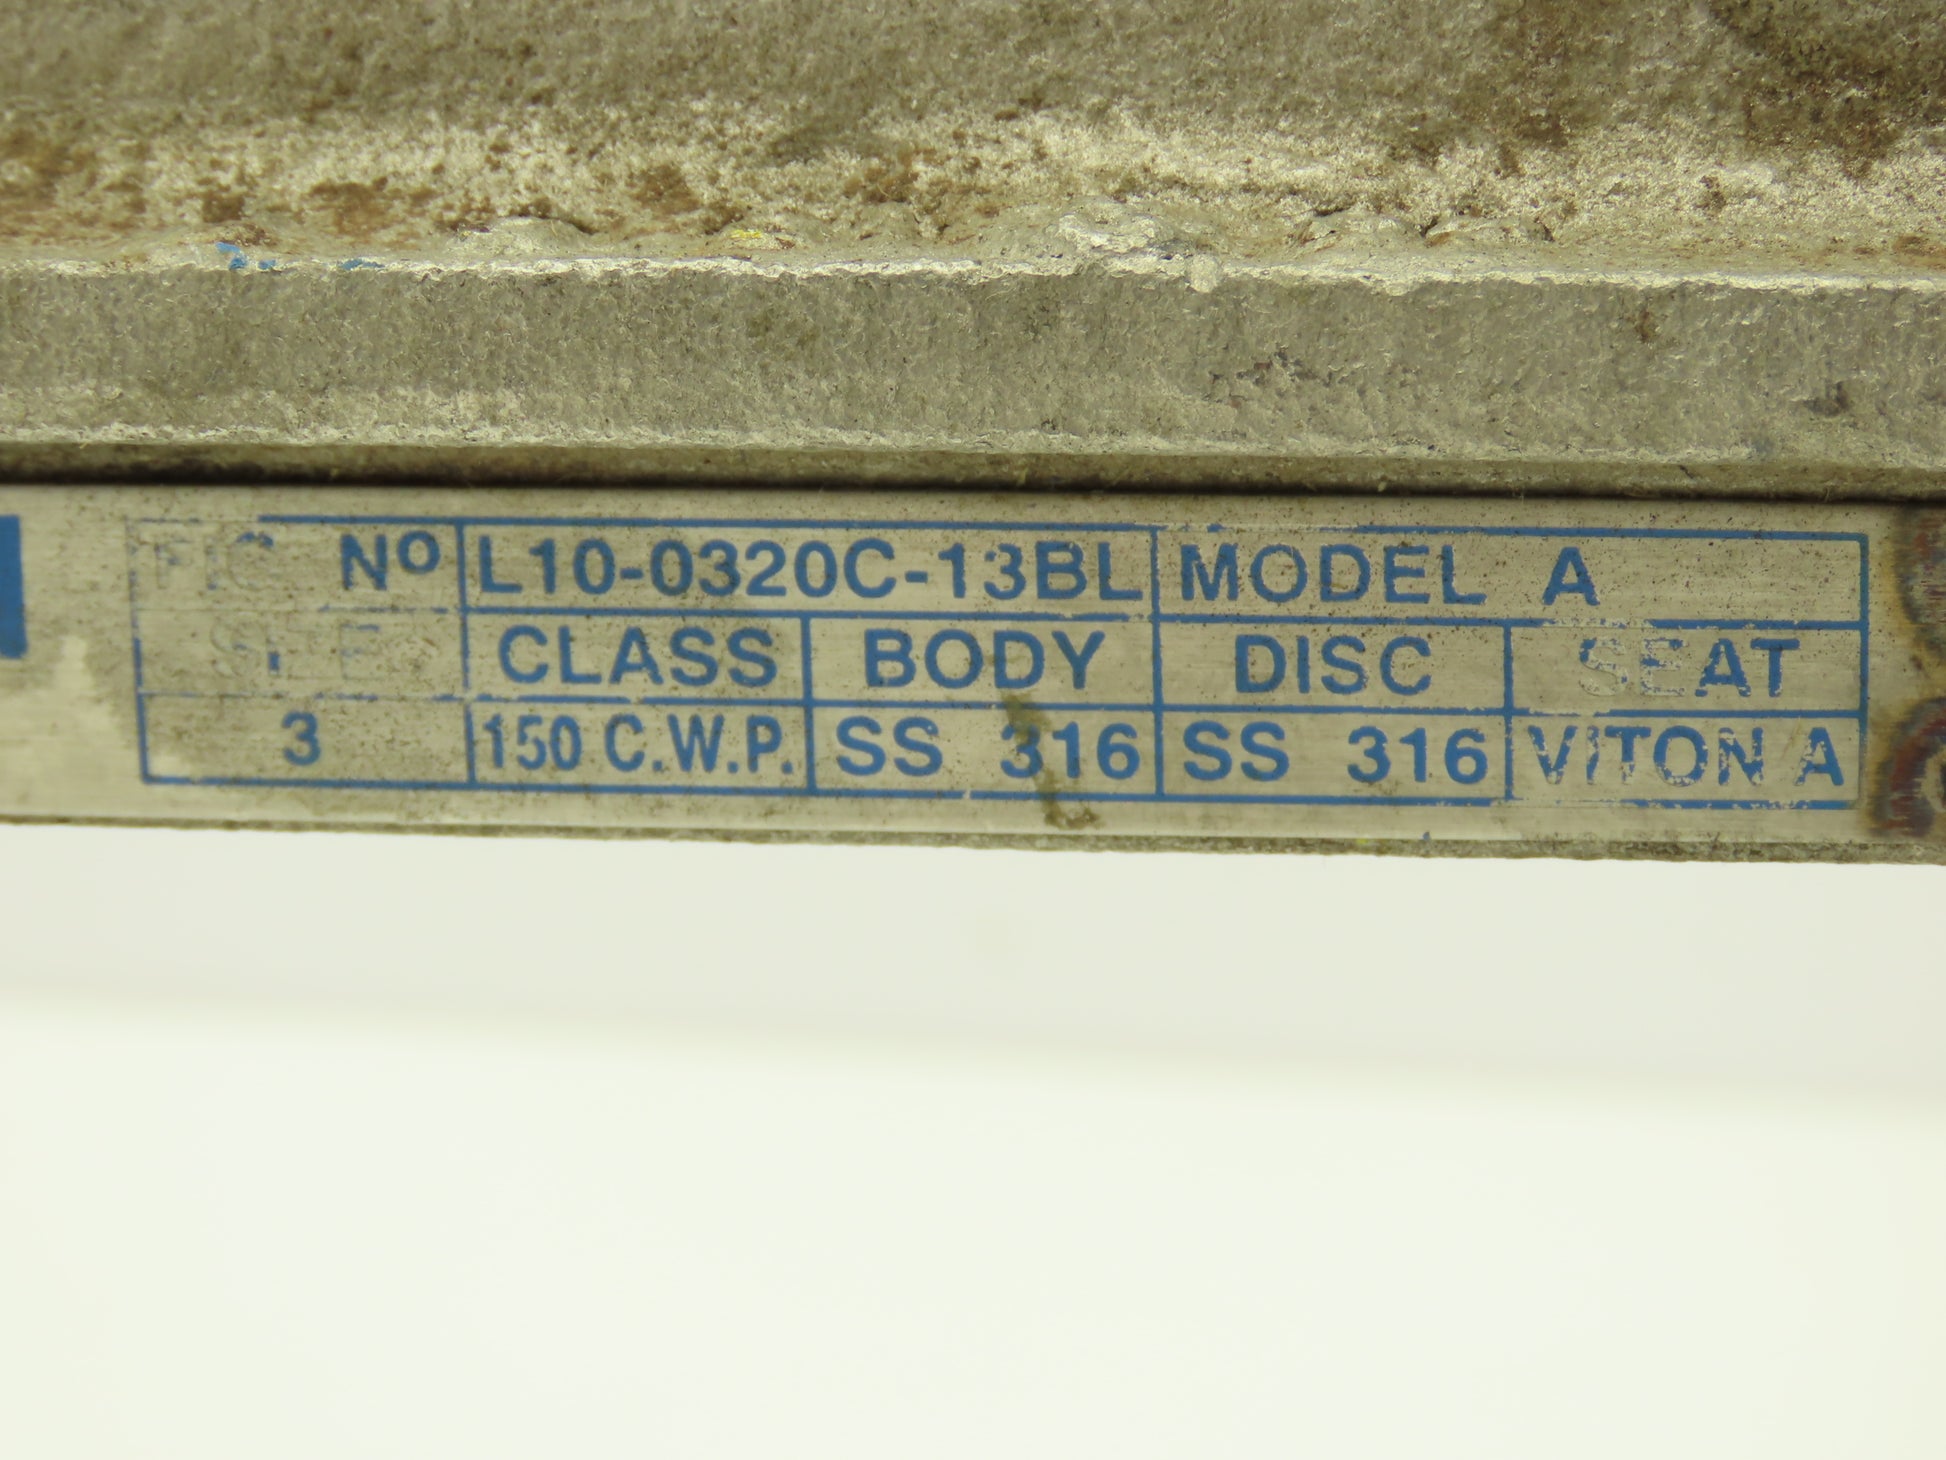 FIG Nº L10-0320C-13BL MODEL A
SIZE CLASS BODY DISC SEAT
3 150 C.W.P. SS 316 SS 316 VITON A